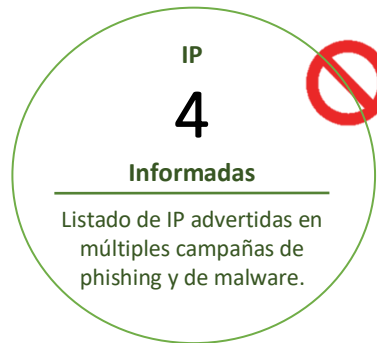 IP
4
Informadas
Listado de IP advertidas en
múltiples campañas de
phishing y de malware.